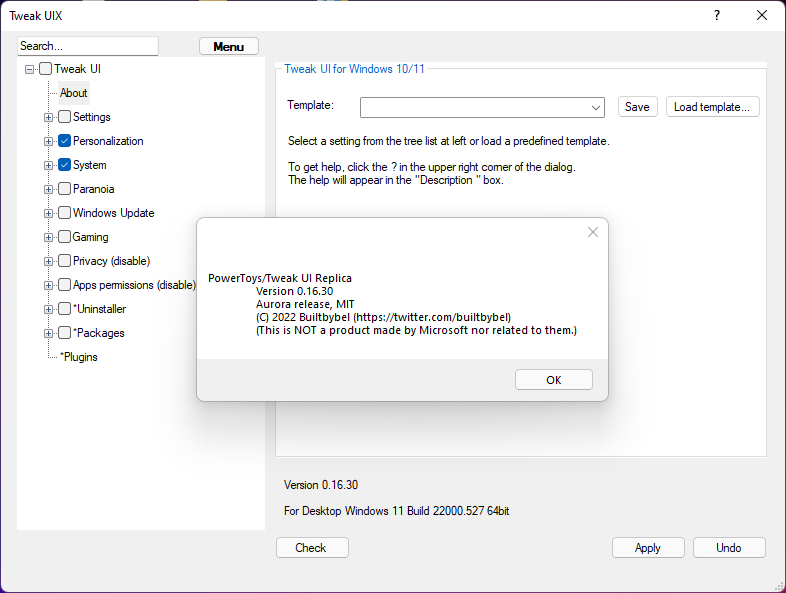 Tweak UIX
?
Search...
Menu
Tweak UI
About
Settings
Personalization
System
Paranoia
Windows Update
Gaming
Privacy (disable)
Apps permissions (disable)
*Uninstaller
*Packages
*Plugins
Tweak UI for Windows 10/11
Template:
Save
Load template...
Select a setting from the tree list at left or load a predefined template.
To get help, click the ? in the upper right corner of the dialog.
The help will appear in the "Description " box.
PowerToys/Tweak UI Replica
Version 0.16.30
Aurora release, MIT
(C) 2022 Builtbybel (https://twitter.com/builtbybel)
(This is NOT a product made by Microsoft nor related to them.)
OK
Version 0.16.30
For Desktop Windows 11 Build 22000.527 64bit
Check
Apply
Undo